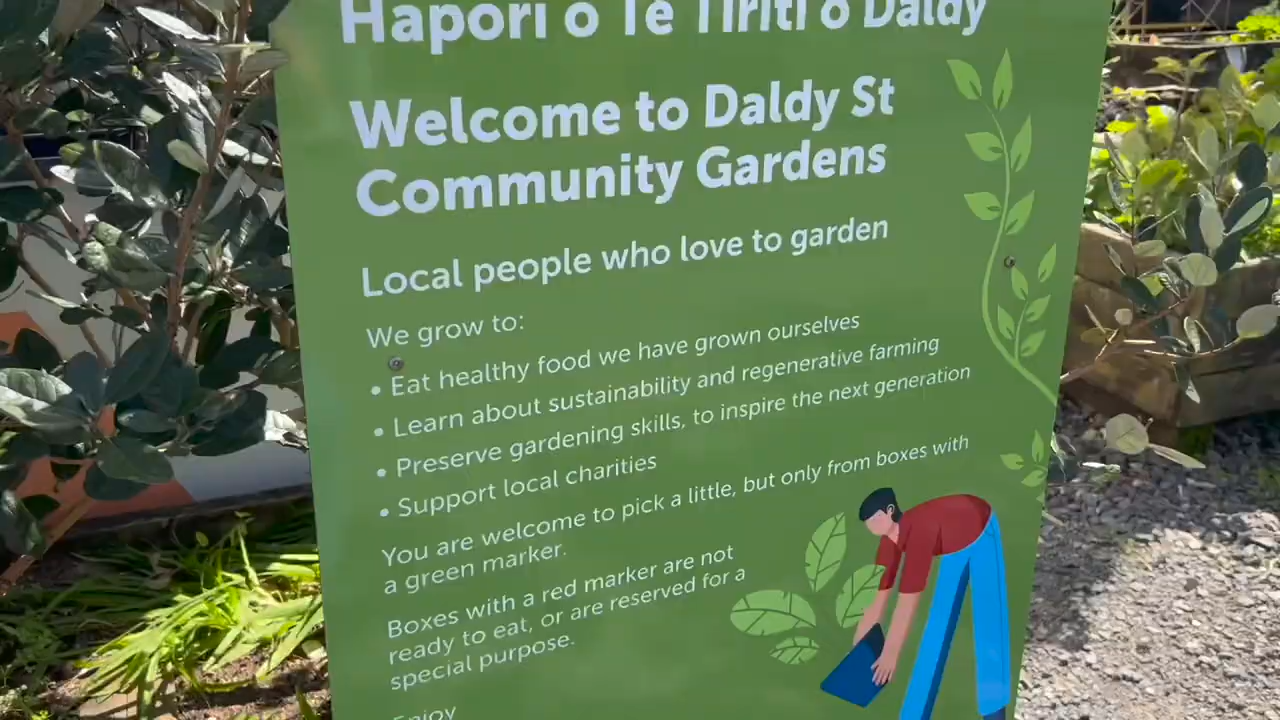 Hapori o Te Tiriti o Daldy
Welcome to Daldy St
Community Gardens
Local people who love to garden
We grow to:
• Eat healthy food we have grown ourselves
• Learn about sustainability and regenerative farming
• Preserve gardening skills, to inspire the next generation
• Support local charities
You are welcome to pick a little, but only from boxes with
a green marker.
Boxes with a red marker are not
ready to eat, or are reserved for a
special purpose.
Enjoy